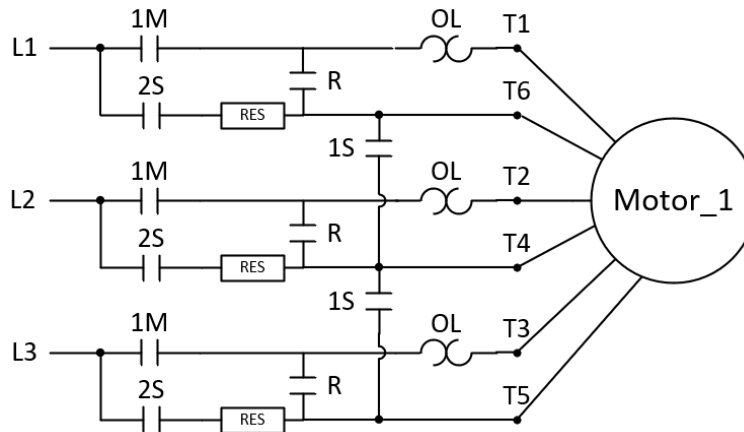 1M
OL
T1
L1
R
2S
RES
T6
1S
1M
OL
T2
L2
Motor_1
R
2S
RES
T4
1S
1M
OL
T3
L3
R
2S
RES
T5